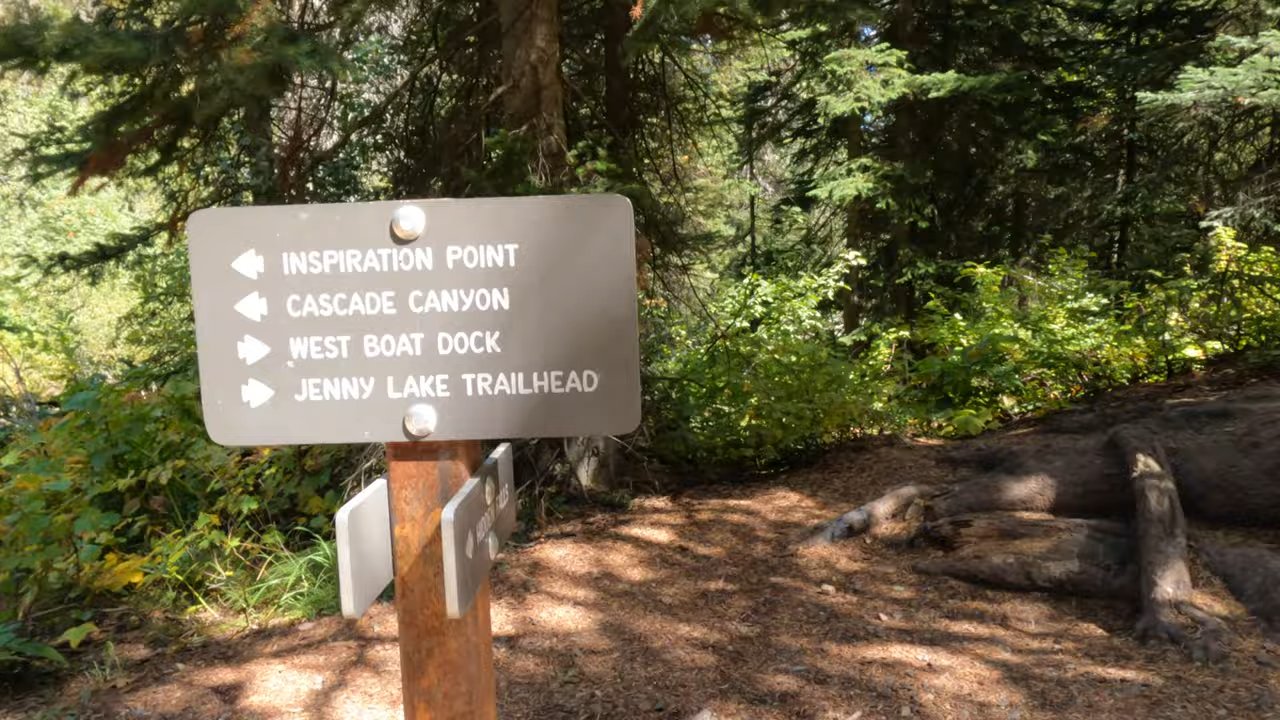 INSPIRATION POINT
CASCADE CANYON
WEST BOAT DOCK
JENNY LAKE TRAILHEAD